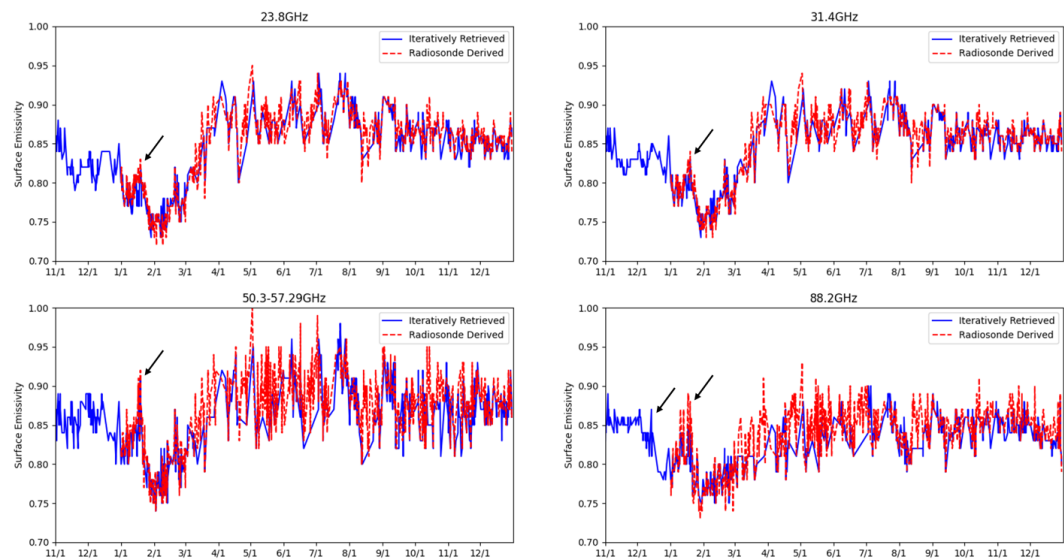 23.8GHz
1.00
0.95
0.90
0.85
0.80
0.75
0.70
Surface Emissivity
Iteratively Retrieved
Radiosonde Derived
11/1 12/1 1/1 2/1 3/1 4/1 5/1 6/1 7/1 8/1 9/1 10/1 11/1 12/1
31.4GHz
1.00
0.95
0.90
0.85
0.80
0.75
0.70
Surface Emissivity
Iteratively Retrieved
Radiosonde Derived
11/1 12/1 1/1 2/1 3/1 4/1 5/1 6/1 7/1 8/1 9/1 10/1 11/1 12/1
50.3-57.29GHz
1.00
0.95
0.90
0.85
0.80
0.75
0.70
Surface Emissivity
Iteratively Retrieved
Radiosonde Derived
11/1 12/1 1/1 2/1 3/1 4/1 5/1 6/1 7/1 8/1 9/1 10/1 11/1 12/1
88.2GHz
1.00
0.95
0.90
0.85
0.80
0.75
0.70
Surface Emissivity
Iteratively Retrieved
Radiosonde Derived
11/1 12/1 1/1 2/1 3/1 4/1 5/1 6/1 7/1 8/1 9/1 10/1 11/1 12/1